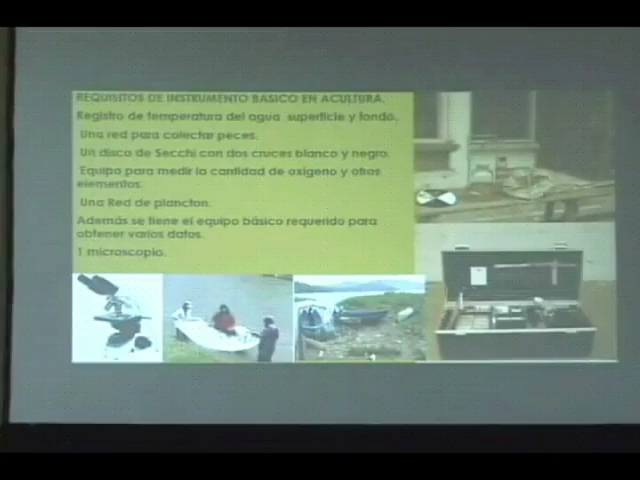 REQUISITOS DE INSTRUMENTO BASICO EN ACULTURA.
Registro de temperatura del agua superficie y fondo.
Una red para colectar peces.
Un disco de Secchi con dos cruces blanco y negro.
Equipo para medir la cantidad de oxigeno y otros
elementos.
Una Red de plancton.
Además se tiene el equipo básico requerido para
obtener varios datos.
1 microscopio.